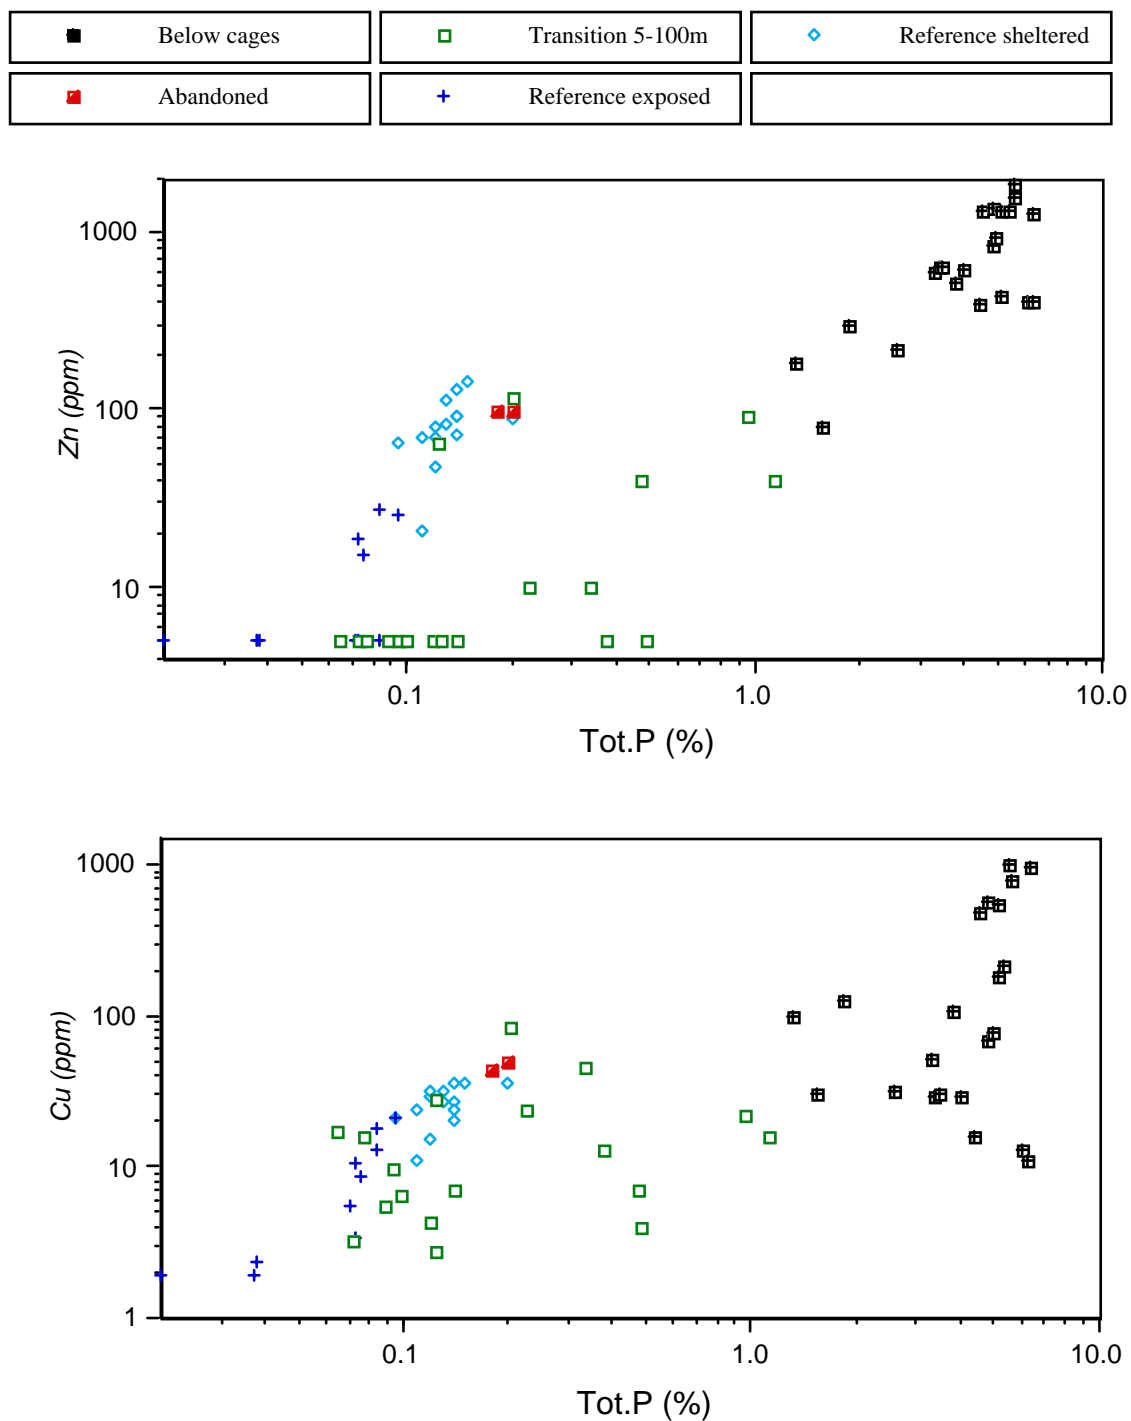 Below cages
Transition 5-100m
Reference sheltered
Abandoned
Reference exposed
1000
100
10
Zn (ppm)
0.1
1.0
10.0
Tot.P (%)
1000
100
10
1
Cu (ppm)
0.1
1.0
10.0
Tot.P (%)